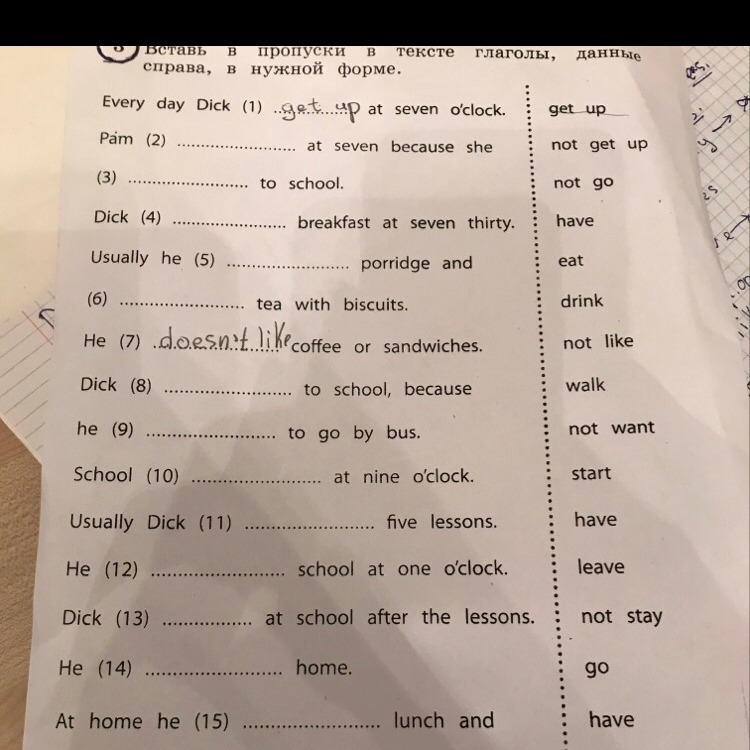 3 Вставь в пропуски в тексте глаголы, данные
справа, в нужной форме.
Every day Dick (1) ..get up at seven o'clock. get up
Pam (2) .......................... at seven because she not get up
(3) .......................... to school. not go
Dick (4) ......................... breakfast at seven thirty. have
Usually he (5) .......................... porridge and eat
(6) .......................... tea with biscuits. drink
He (7) .doesn't like coffee or sandwiches. not like
Dick (8) .......................... to school, because walk
he (9) .......................... to go by bus. not want
School (10) .......................... at nine o'clock. start
Usually Dick (11) .......................... five lessons. have
He (12) .......................... school at one o'clock. leave
Dick (13) .................. at school after the lessons. not stay
He (14) .......................... home. go
At home he (15) .......................... lunch and have